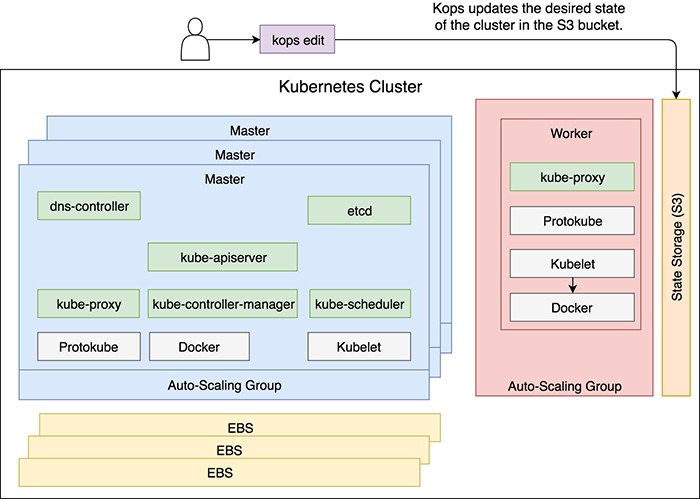 Kops updates the desired state
of the cluster in the S3 bucket.
kops edit
Kubernetes Cluster
Master
Master
Master
dns-controller
etcd
kube-apiserver
kube-proxy
kube-controller-manager
kube-scheduler
Protokube
Docker
Kubelet
Auto-Scaling Group
EBS
EBS
EBS
Worker
kube-proxy
Protokube
Kubelet
Docker
Auto-Scaling Group
State Storage (S3)